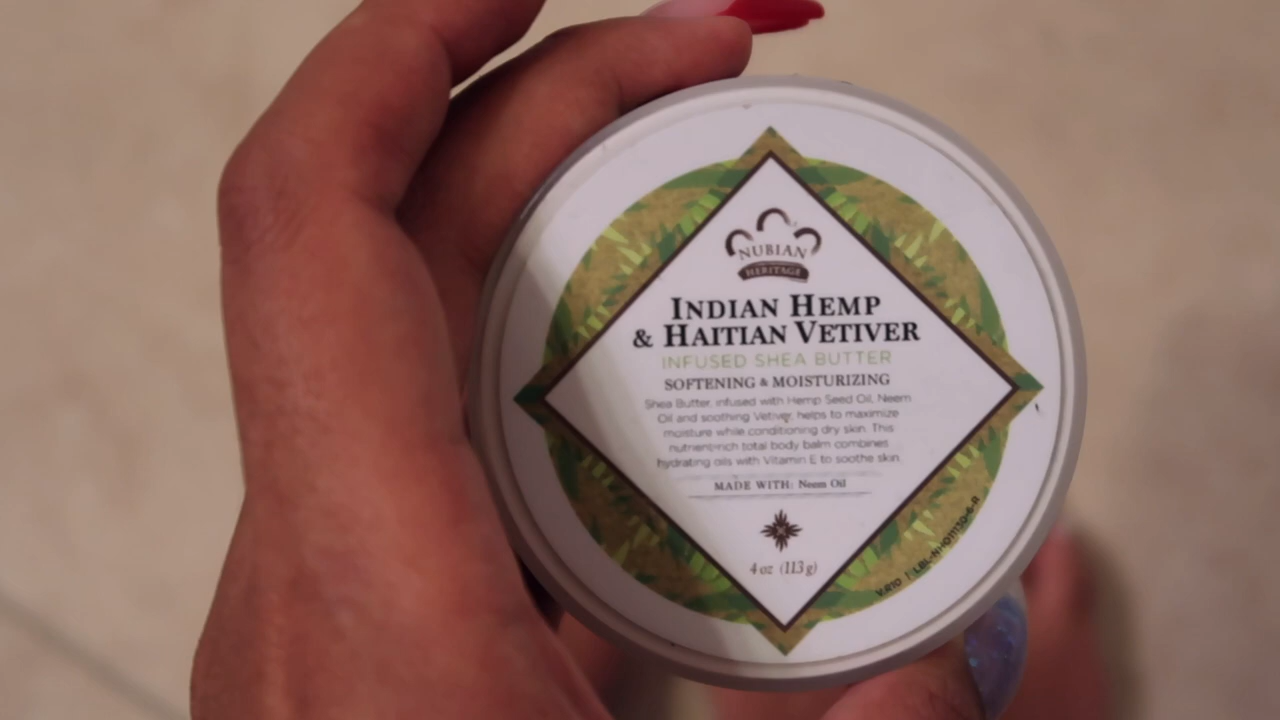 NUBIAN
HERITAGE
INDIAN HEMP
& HAITIAN VETIVER
INFUSED SHEA BUTTER
SOFTENING & MOISTURIZING
Shea Butter, infused with Hemp Seed Oil, Neem
Oil and soothing Vetiver, helps to maximize
moisture while conditioning dry skin. This
nutrient-rich total body balm combines
hydrating oils with Vitamin E to soothe skin.
MADE WITH: Neem Oil
4 oz (113 g)